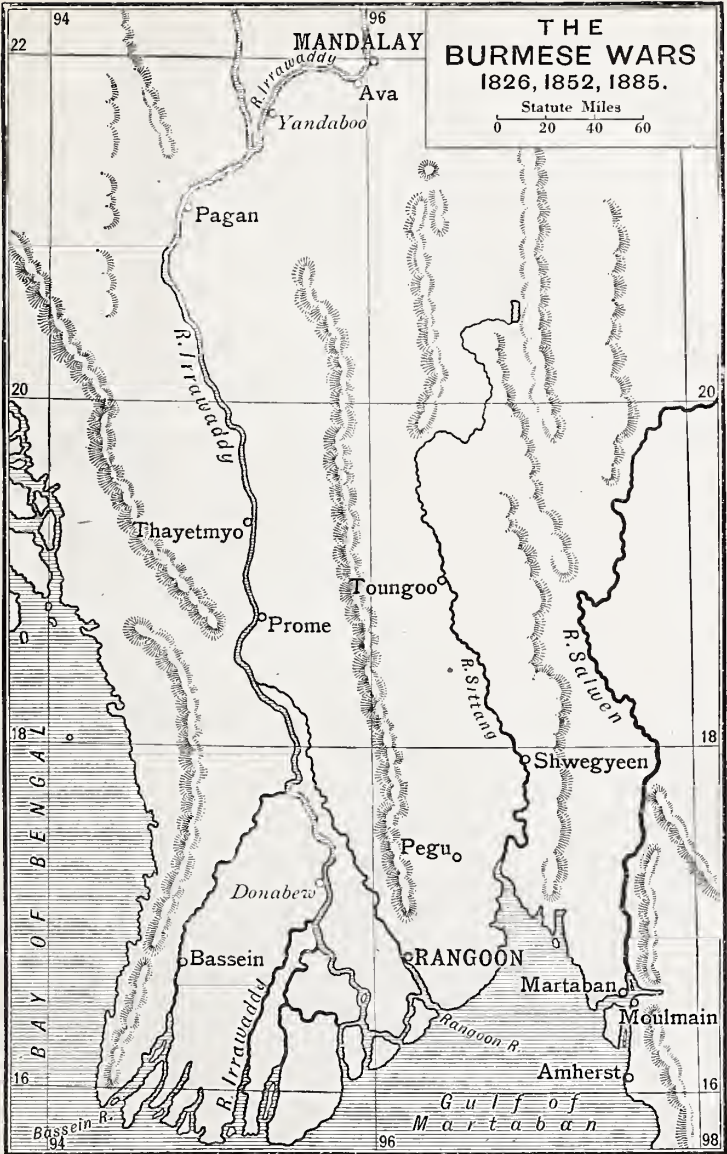 94
96
22
THE
BURMESE WARS
1826, 1852, 1885.
Statute Miles
0 20 40 60
MANDALAY
R. Irrawaddy
Ava
Yandaboo
Pagan
R. Irrawaddy
20
20
Thayetmyo
Toungoo
Prome
R. Sittang
R. Salwen
18
18
Shwegyeen
BAY OF BENGAL
Pegu
Donabew
Bassein
RANGOON
Martaban
Moulmain
R. Irrawaddy
Rangoon R.
Amherst
16
16
Gulf of
Martaban
Bassein R.
94
96
98